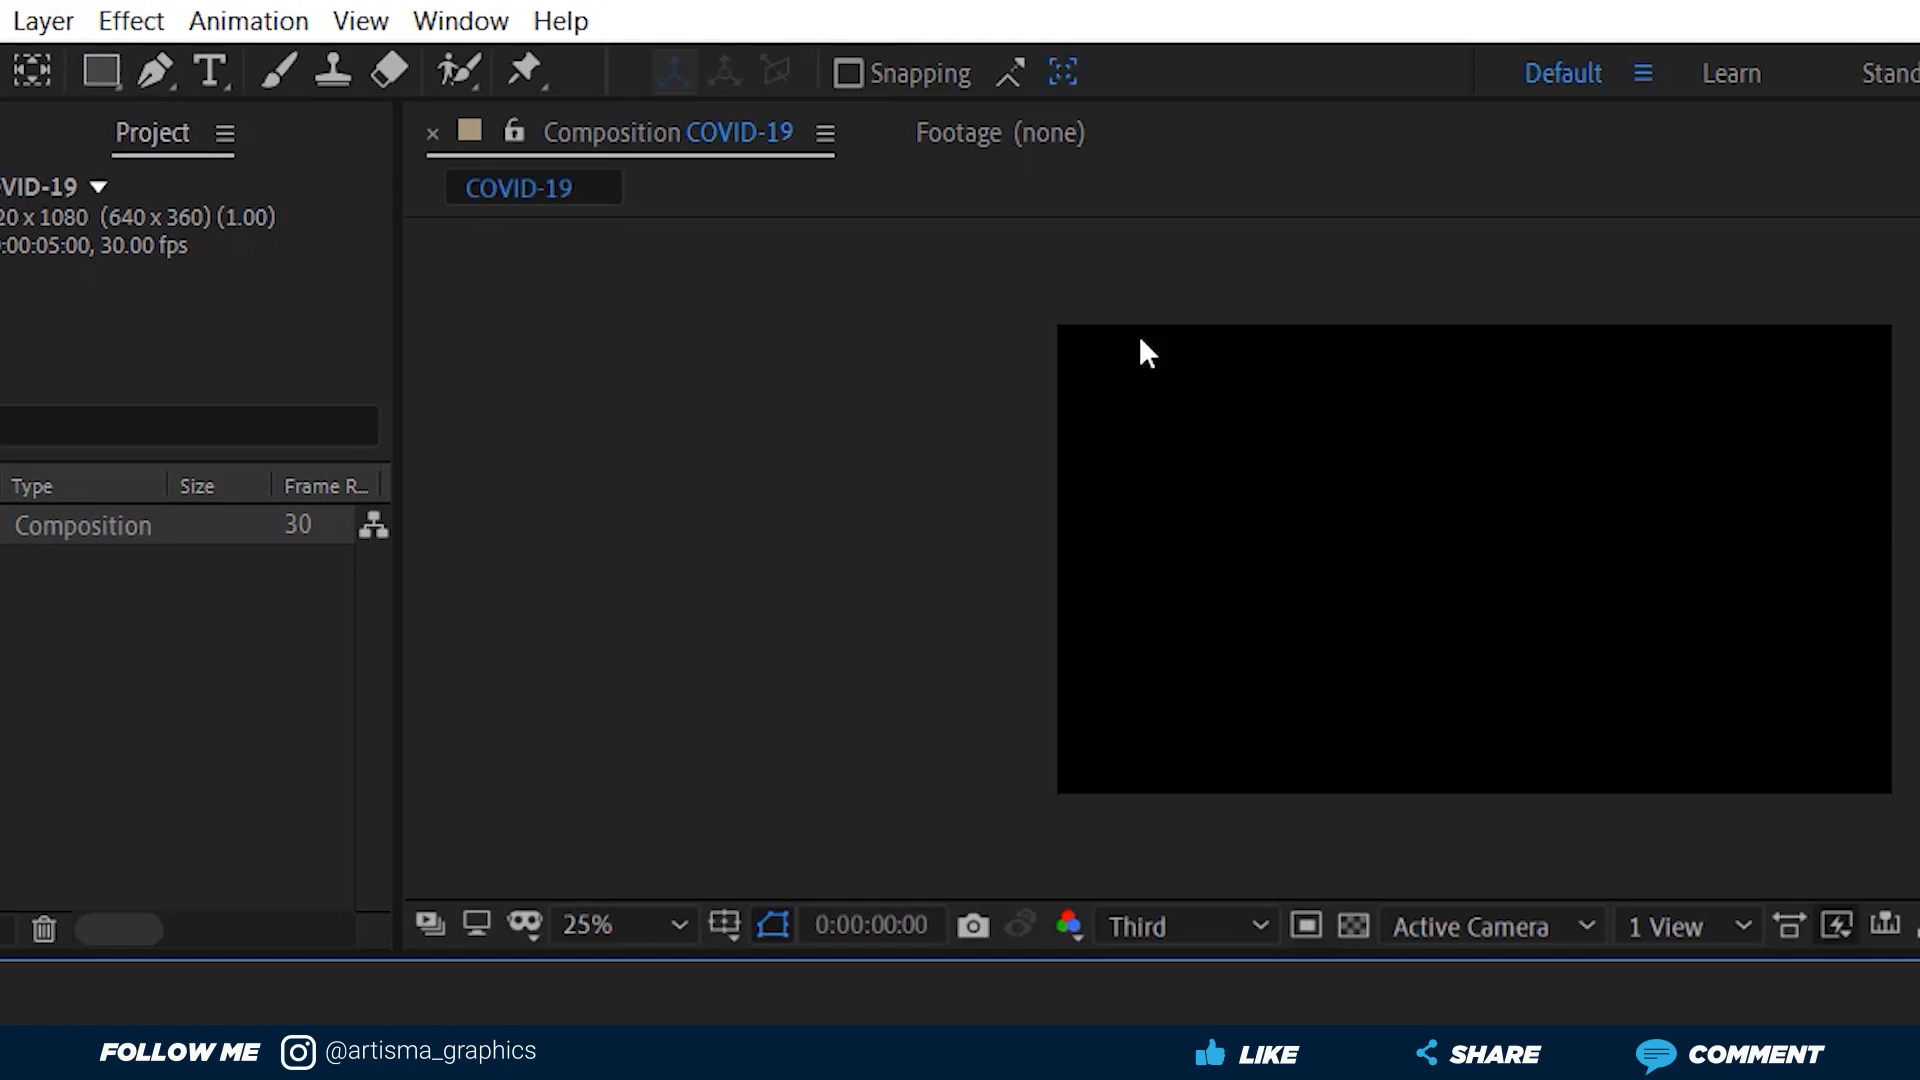 Layer Effect Animation View Window Help
T Snapping Default Learn Stand
Project × Composition COVID-19 Footage (none)
VID-19
COVID-19
20 x 1080 (640 x 360) (1.00)
:00:05:00, 30.00 fps
Type Size Frame R...
Composition 30
25% 0:00:00:00 Third Active Camera 1 View
FOLLOW ME @artisma_graphics LIKE SHARE COMMENT